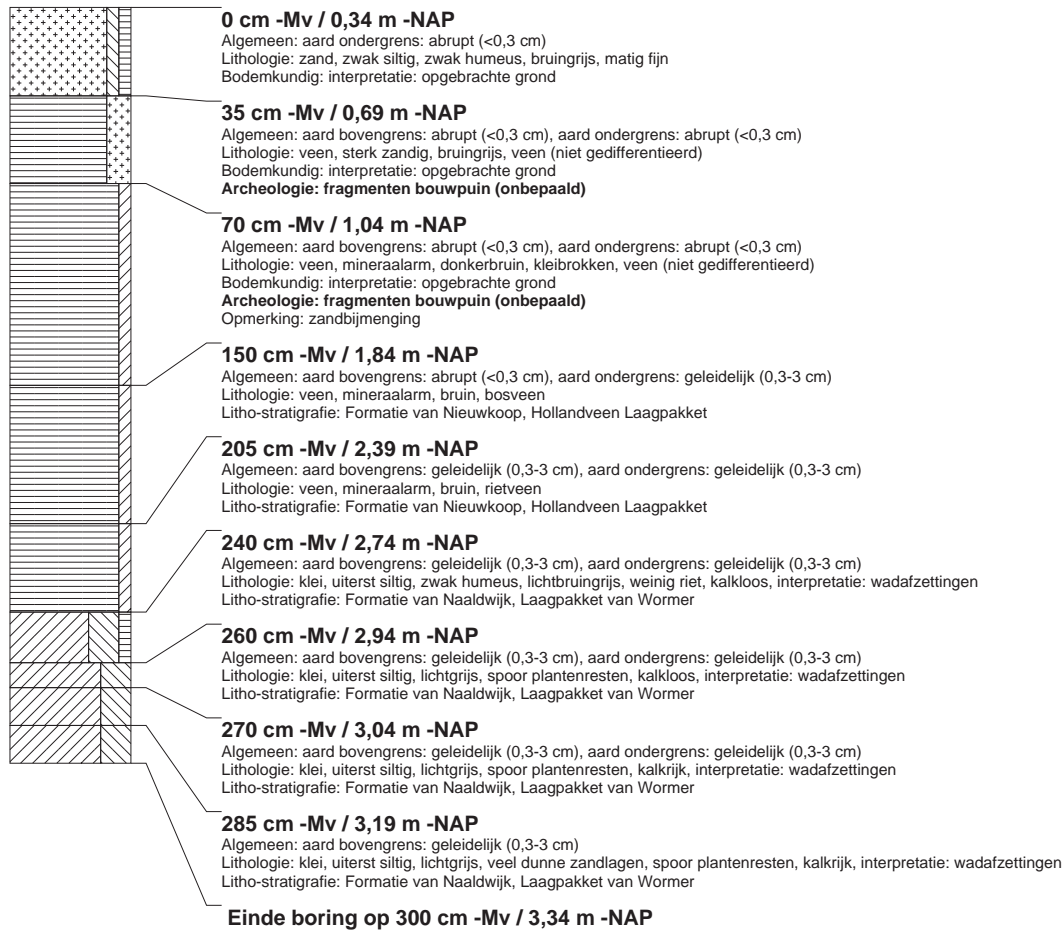 0 cm -Mv / 0,34 m -NAP
Algemeen: aard ondergrens: abrupt (<0,3 cm)
Lithologie: zand, zwak siltig, zwak humeus, bruingrijs, matig fijn
Bodemkundig: interpretatie: opgebrachte grond
35 cm -Mv / 0,69 m -NAP
Algemeen: aard bovengrens: abrupt (<0,3 cm), aard ondergrens: abrupt (<0,3 cm)
Lithologie: veen, sterk zandig, bruingrijs, veen (niet gedifferentieerd)
Bodemkundig: interpretatie: opgebrachte grond
Archeologie: fragmenten bouwpuin (onbepaald)
70 cm -Mv / 1,04 m -NAP
Algemeen: aard bovengrens: abrupt (<0,3 cm), aard ondergrens: abrupt (<0,3 cm)
Lithologie: veen, mineraalarm, donkerbruin, kleibrokken, veen (niet gedifferentieerd)
Bodemkundig: interpretatie: opgebrachte grond
Archeologie: fragmenten bouwpuin (onbepaald)
Opmerking: zandbijmenging
150 cm -Mv / 1,84 m -NAP
Algemeen: aard bovengrens: abrupt (<0,3 cm), aard ondergrens: geleidelijk (0,3-3 cm)
Lithologie: veen, mineraalarm, bruin, bosveen
Litho-stratigrafie: Formatie van Nieuwkoop, Hollandveen Laagpakket
205 cm -Mv / 2,39 m -NAP
Algemeen: aard bovengrens: geleidelijk (0,3-3 cm), aard ondergrens: geleidelijk (0,3-3 cm)
Lithologie: veen, mineraalarm, bruin, rietveen
Litho-stratigrafie: Formatie van Nieuwkoop, Hollandveen Laagpakket
240 cm -Mv / 2,74 m -NAP
Algemeen: aard bovengrens: geleidelijk (0,3-3 cm), aard ondergrens: geleidelijk (0,3-3 cm)
Lithologie: klei, uiterst siltig, zwak humeus, lichtbruingrijs, weinig riet, kalkloos, interpretatie: wadafzettingen
Litho-stratigrafie: Formatie van Naaldwijk, Laagpakket van Wormer
260 cm -Mv / 2,94 m -NAP
Algemeen: aard bovengrens: geleidelijk (0,3-3 cm), aard ondergrens: geleidelijk (0,3-3 cm)
Lithologie: klei, uiterst siltig, lichtgrijs, spoor plantenresten, kalkloos, interpretatie: wadafzettingen
Litho-stratigrafie: Formatie van Naaldwijk, Laagpakket van Wormer
270 cm -Mv / 3,04 m -NAP
Algemeen: aard bovengrens: geleidelijk (0,3-3 cm), aard ondergrens: geleidelijk (0,3-3 cm)
Lithologie: klei, uiterst siltig, lichtgrijs, spoor plantenresten, kalkrijk, interpretatie: wadafzettingen
Litho-stratigrafie: Formatie van Naaldwijk, Laagpakket van Wormer
285 cm -Mv / 3,19 m -NAP
Algemeen: aard bovengrens: geleidelijk (0,3-3 cm)
Lithologie: klei, uiterst siltig, lichtgrijs, veel dunne zandlagen, spoor plantenresten, kalkrijk, interpretatie: wadafzettingen
Litho-stratigrafie: Formatie van Naaldwijk, Laagpakket van Wormer
Einde boring op 300 cm -Mv / 3,34 m -NAP